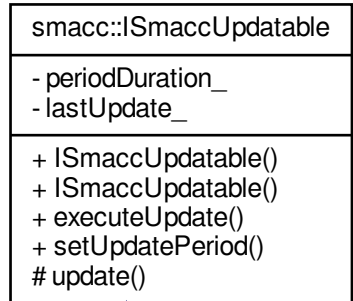 smacc::ISmaccUpdatable
- periodDuration_
- lastUpdate_
+ ISmaccUpdatable()
+ ISmaccUpdatable()
+ executeUpdate()
+ setUpdatePeriod()
# update()